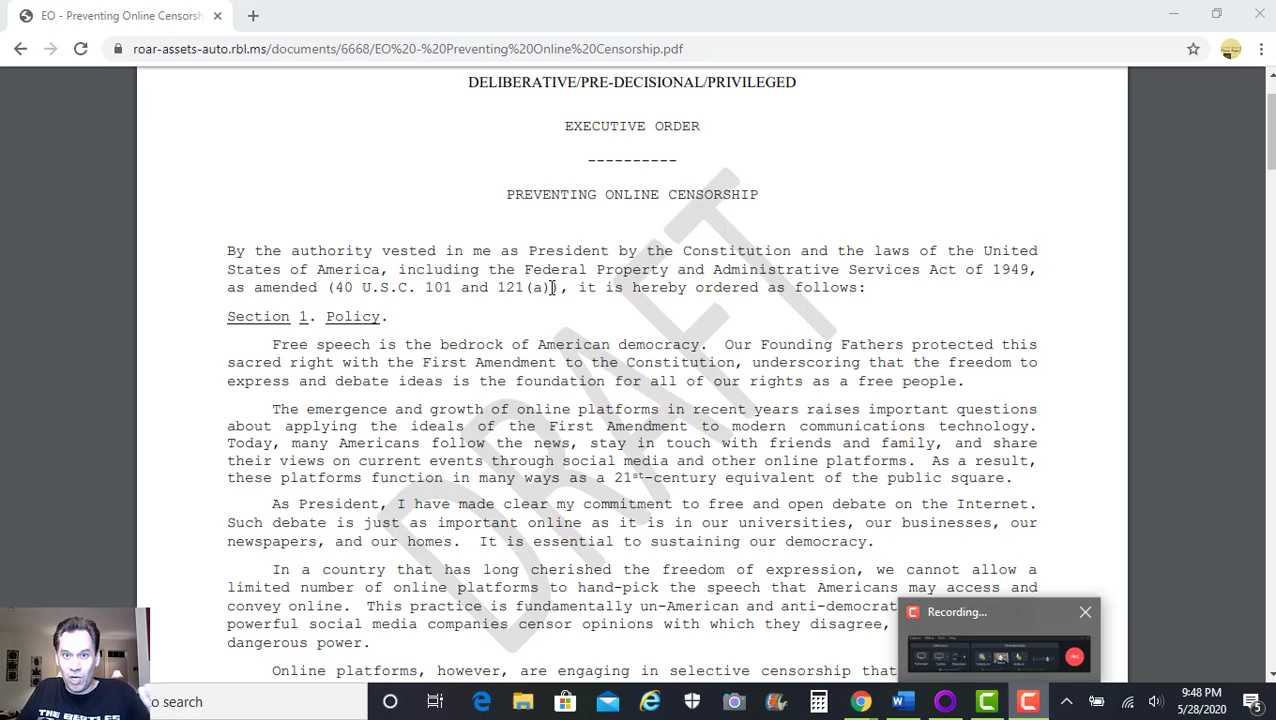 EO - Preventing Online Censorsh
roar-assets-auto.rbl.ms/documents/6668/EO%20-%20Preventing%20Online%20Censorship.pdf
DELIBERATIVE/PRE-DECISIONAL/PRIVILEGED
EXECUTIVE ORDER
----------
PREVENTING ONLINE CENSORSHIP
DRAFT
By the authority vested in me as President by the Constitution and the laws of the United
States of America, including the Federal Property and Administrative Services Act of 1949,
as amended (40 U.S.C. 101 and 121(a)), it is hereby ordered as follows:
Section 1. Policy.
Free speech is the bedrock of American democracy. Our Founding Fathers protected this
sacred right with the First Amendment to the Constitution, underscoring that the freedom to
express and debate ideas is the foundation for all of our rights as a free people.
The emergence and growth of online platforms in recent years raises important questions
about applying the ideals of the First Amendment to modern communications technology.
Today, many Americans follow the news, stay in touch with friends and family, and share
their views on current events through social media and other online platforms. As a result,
these platforms function in many ways as a 21st-century equivalent of the public square.
As President, I have made clear my commitment to free and open debate on the Internet.
Such debate is just as important online as it is in our universities, our businesses, our
newspapers, and our homes. It is essential to sustaining our democracy.
In a country that has long cherished the freedom of expression, we cannot allow a
limited number of online platforms to hand-pick the speech that Americans may access and
convey online. This practice is fundamentally un-American and anti-democrat
powerful social media companies censor opinions with which they disagree,
dangerous power.
Online platforms, however, are engaging in selective censorship that
Recording...
THE BEATLES
to search
9:48 PM
5/28/2020
5